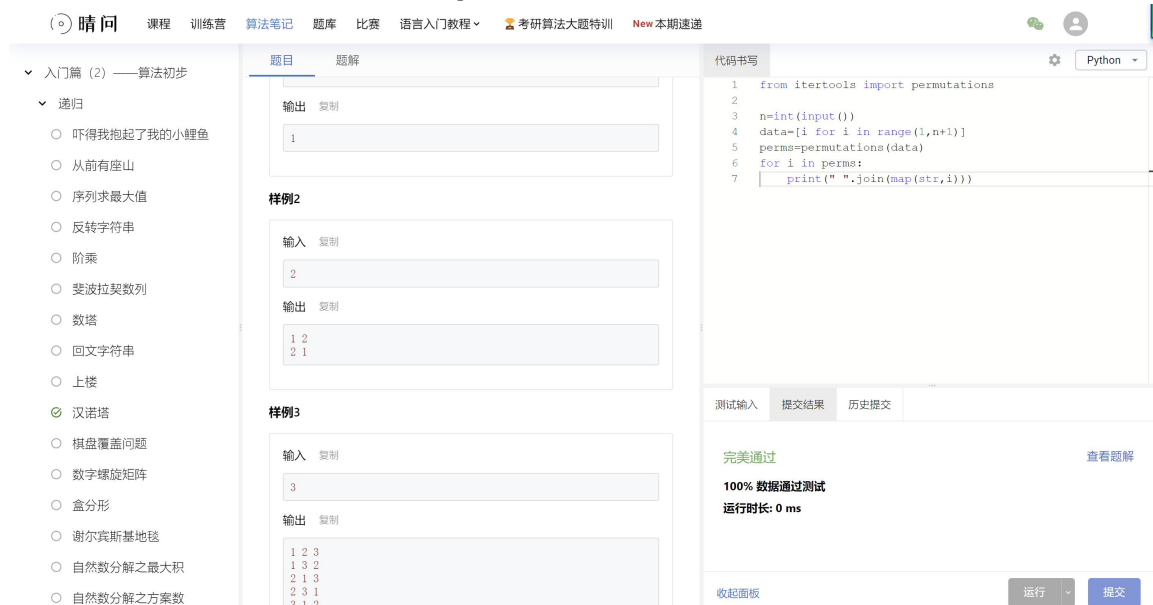 晴问 课程 训练营 算法笔记 题库 比赛 语言入门教程 考研算法大题特训 New 本期速递
入门篇（2）——算法初步
递归
吓得我抱起了我的小鲤鱼
从前有座山
序列求最大值
反转字符串
阶乘
斐波拉契数列
数塔
回文字符串
上楼
汉诺塔
棋盘覆盖问题
数字螺旋矩阵
盒分形
谢尔宾斯基地毯
自然数分解之最大积
自然数分解之方案数
题目 题解
输出 复制
1
样例2
输入 复制
2
输出 复制
1 2
2 1
样例3
输入 复制
3
输出 复制
1 2 3
1 3 2
2 1 3
2 3 1
3 1 2
代码书写 Python
1 from itertools import permutations
2
3 n=int(input())
4 data=[i for i in range(1,n+1)]
5 perms=permutations(data)
6 for i in perms:
7     print(" ".join(map(str,i)))
测试输入 提交结果 历史提交
完美通过 查看题解
100% 数据通过测试
运行时长: 0 ms
收起面板 运行 提交